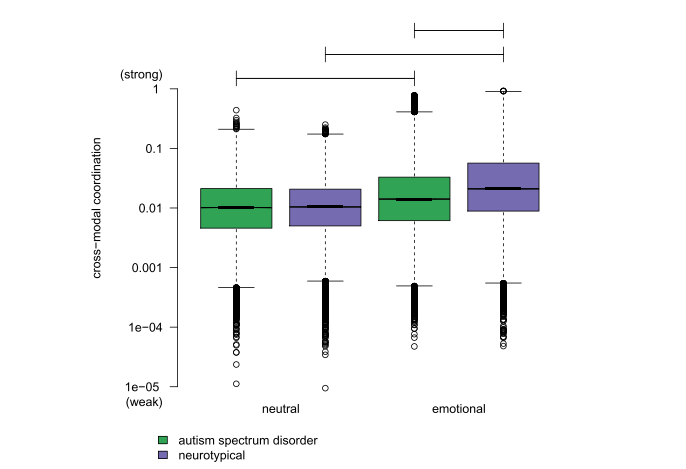 (strong)
1
0.1
0.01
0.001
1e−04
1e−05
(weak)
cross−modal coordination
neutral
emotional
autism spectrum disorder
neurotypical